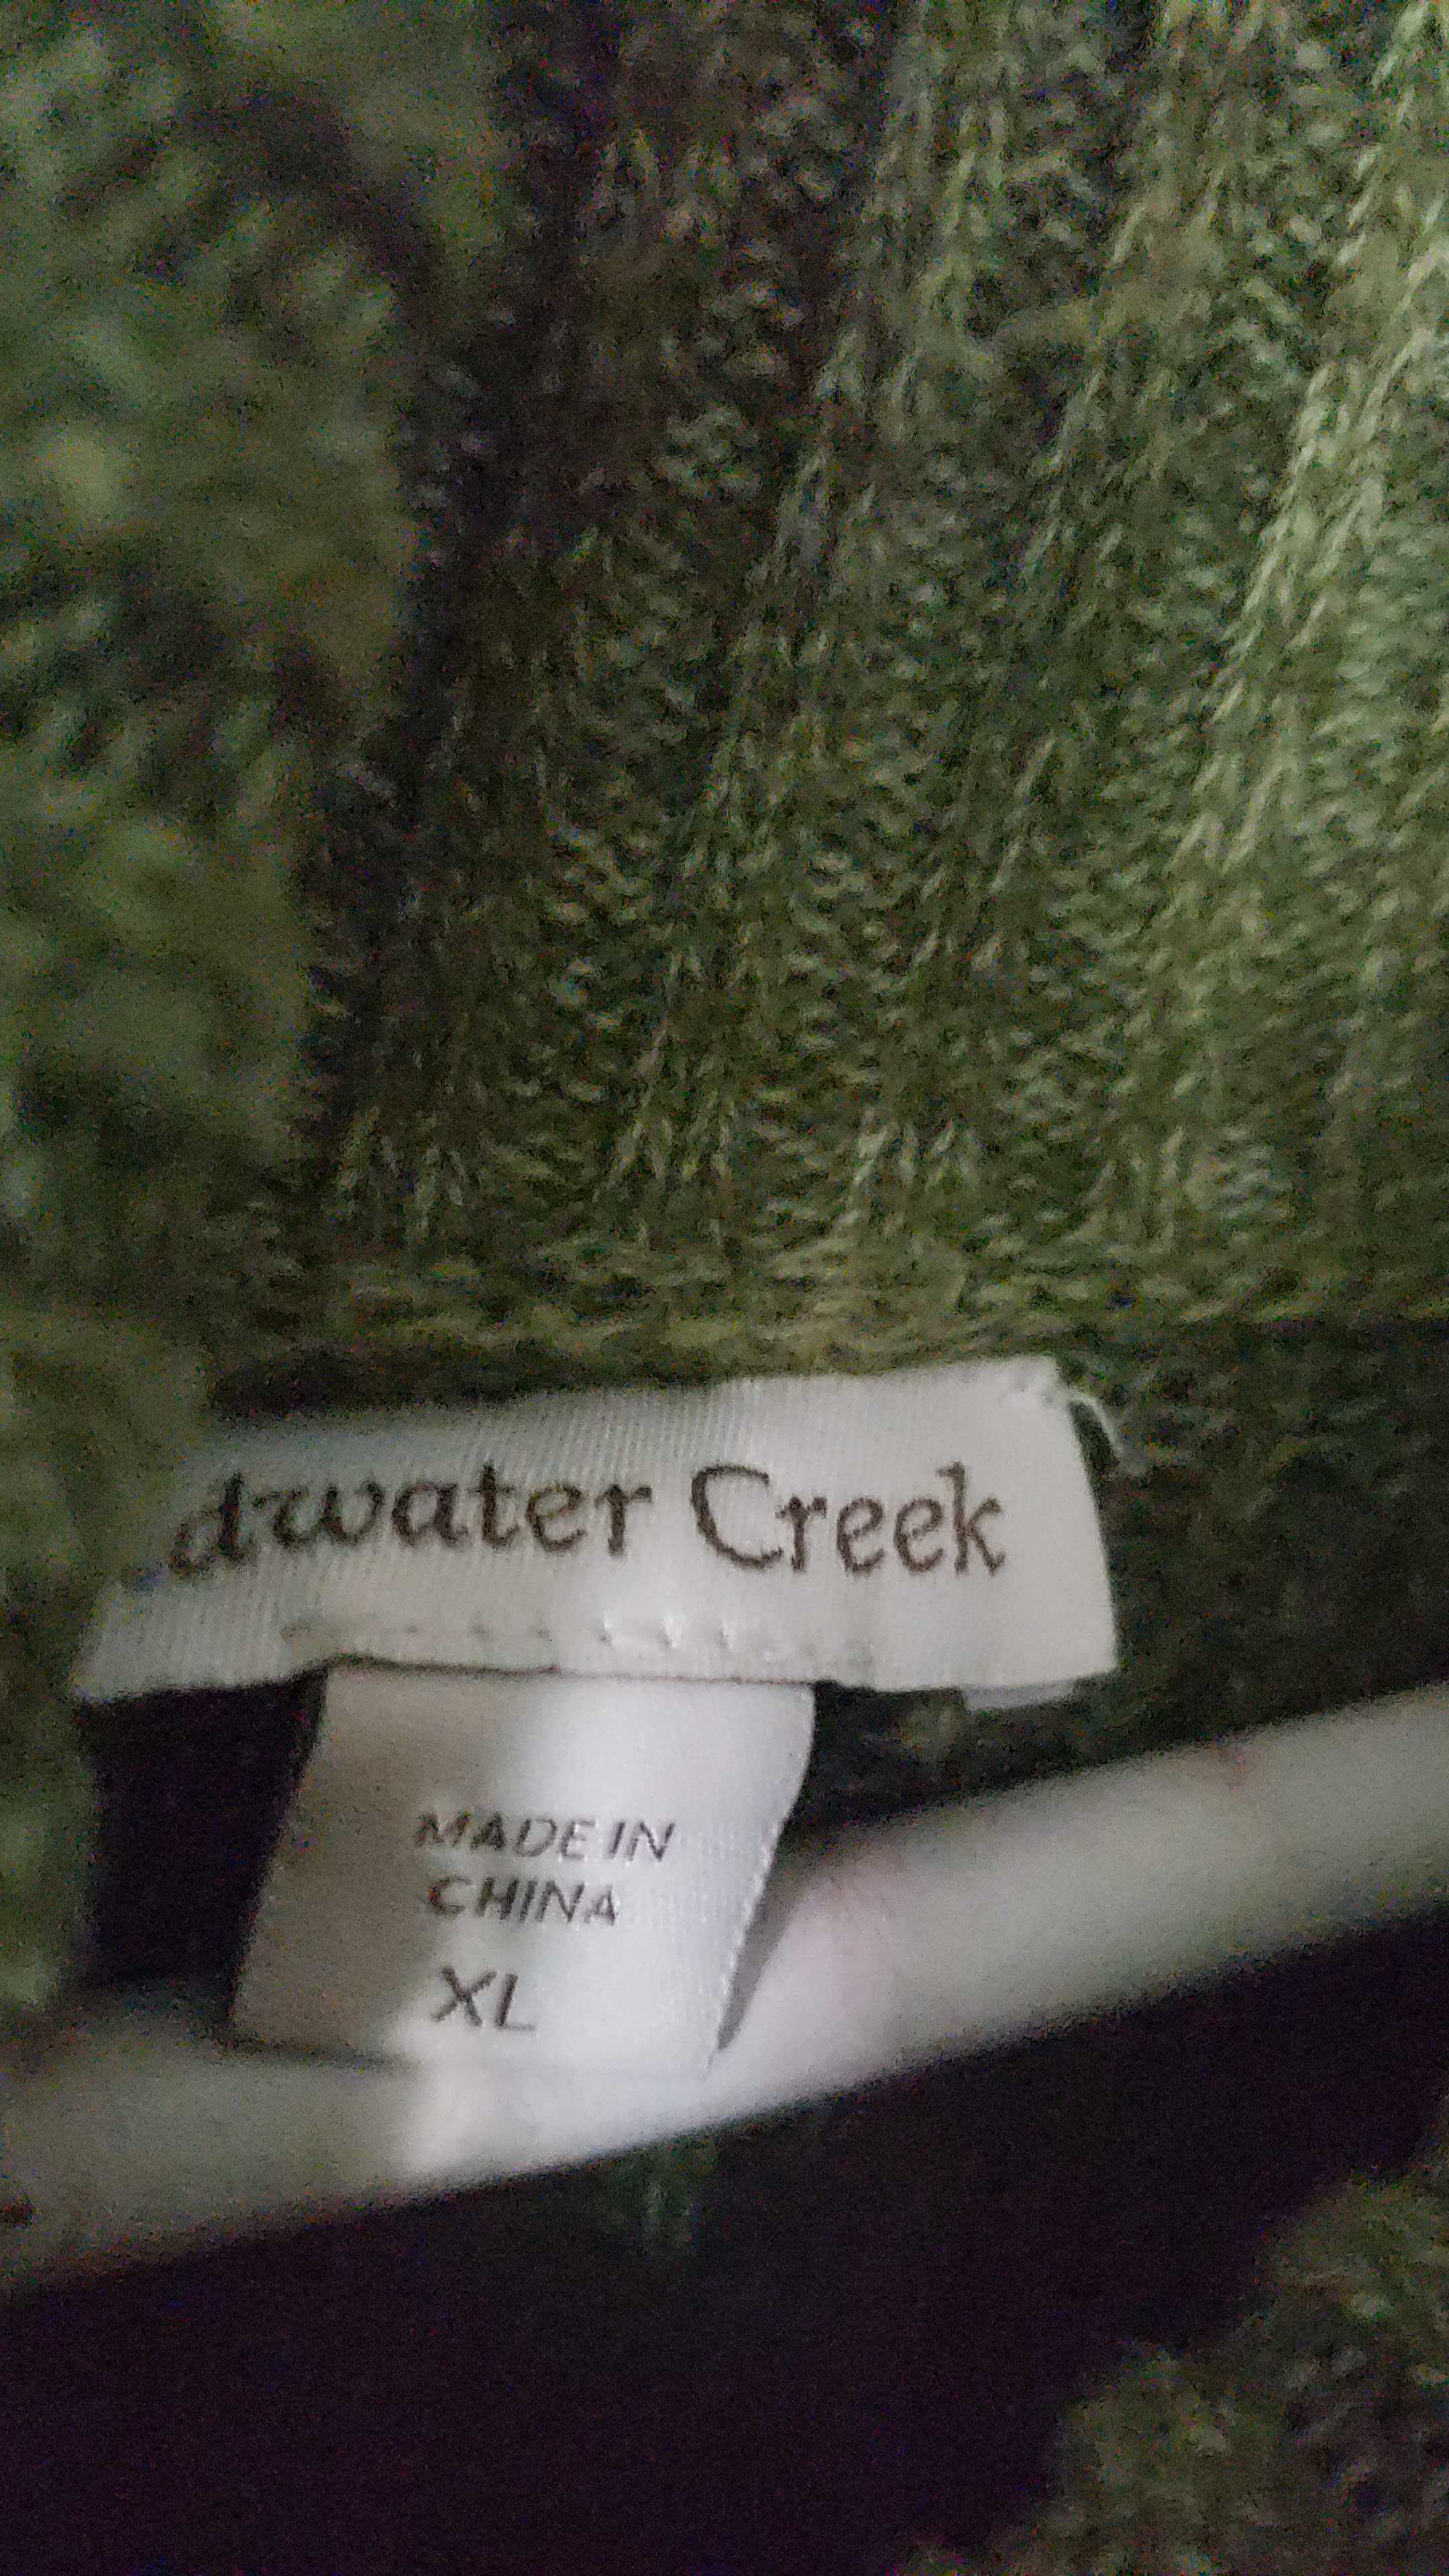 dwater Creek
MADE IN
CHINA
XL